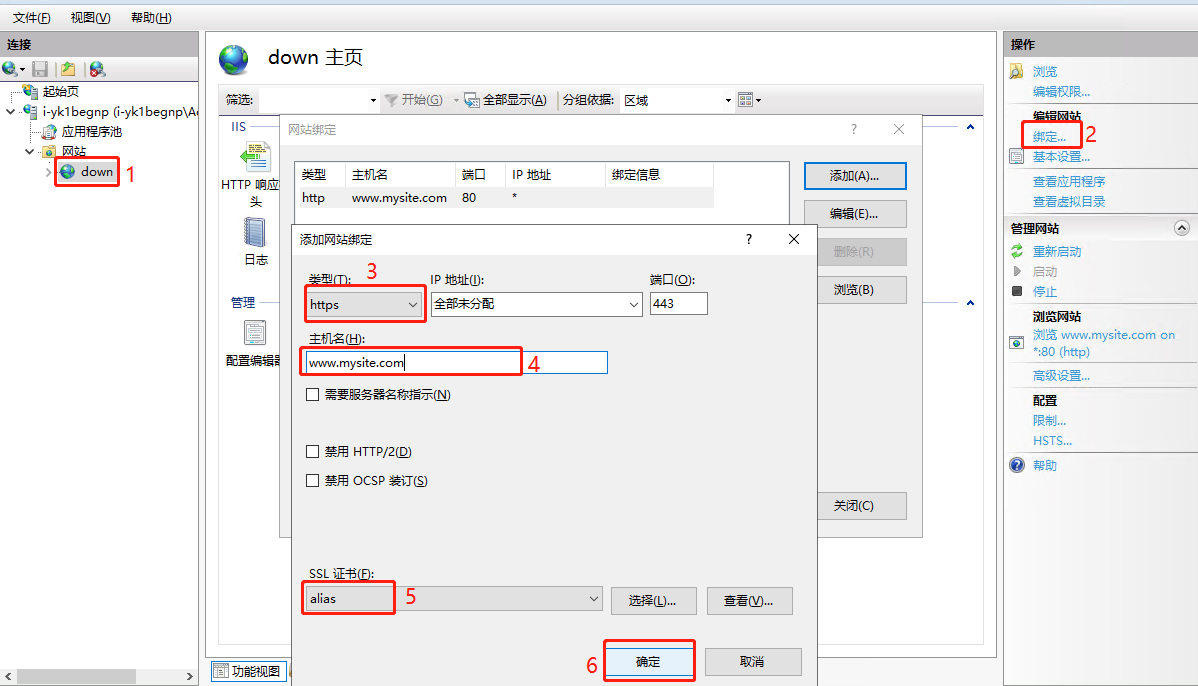 文件(F) 视图(V) 帮助(H)
连接
起始页
i-yk1begnp (i-yk1begnp\A
应用程序池
网站
down 1
down 主页
筛选: 开始(G) 全部显示(A) 分组依据: 区域
IIS
HTTP 响应
头
日志
管理
配置编辑器
功能视图
网站绑定 ?
类型 主机名 端口 IP 地址 绑定信息
http www.mysite.com 80 *
添加(A)...
编辑(E)...
删除(R)
浏览(B)
关闭(C)
添加网站绑定 ?
类型(T): 3 IP 地址(I): 端口(O):
https 全部未分配 443
主机名(H):
www.mysite.com 4
需要服务器名称指示(N)
禁用 HTTP/2(D)
禁用 OCSP 装订(S)
SSL 证书(F):
alias 5 选择(L)... 查看(V)...
6 确定 取消
操作
浏览
编辑权限...
编辑网站
绑定... 2
基本设置...
查看应用程序
查看虚拟目录
管理网站
重新启动
启动
停止
浏览网站
浏览 www.mysite.com on
*:80 (http)
高级设置...
配置
限制...
HSTS...
帮助